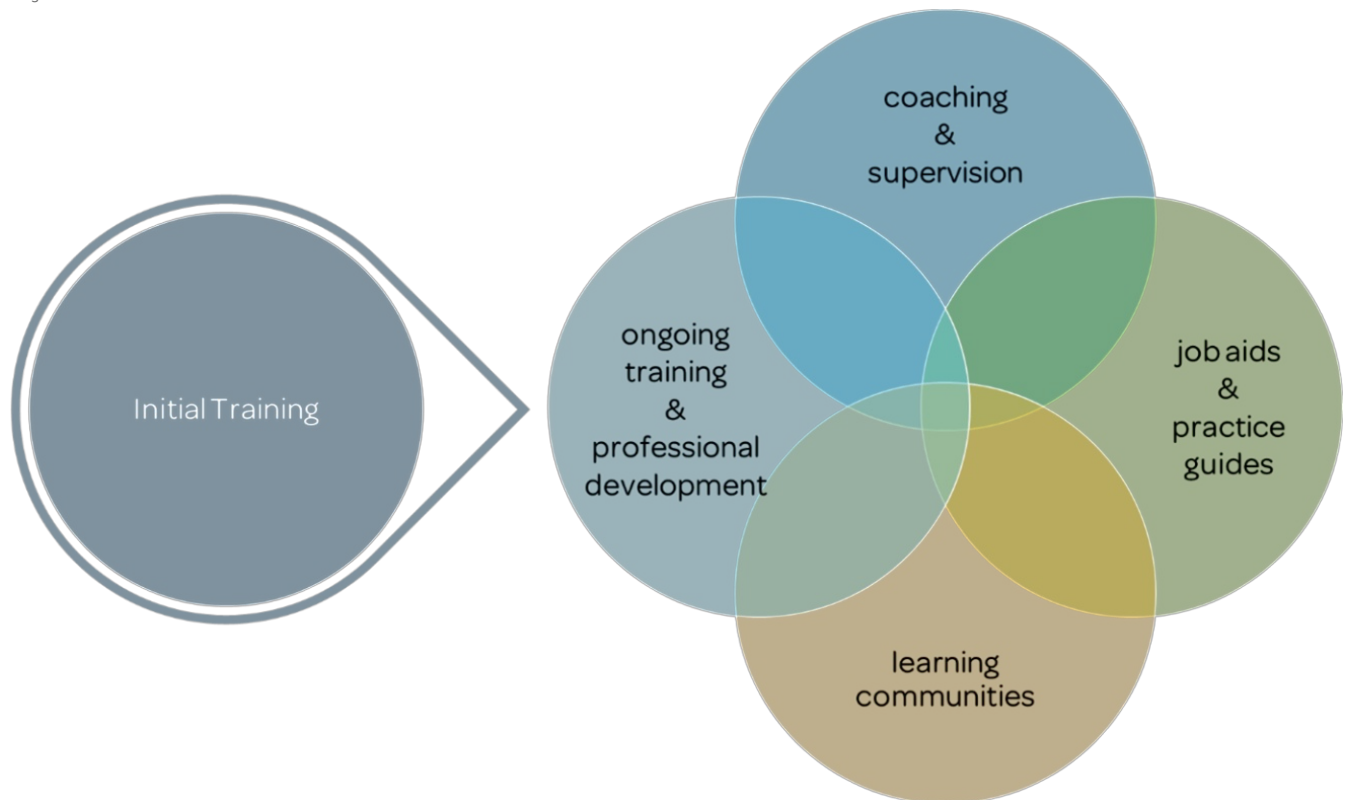 Initial Training
coaching
&
supervision
ongoing
training
&
professional
development
job aids
&
practice
guides
learning
communities